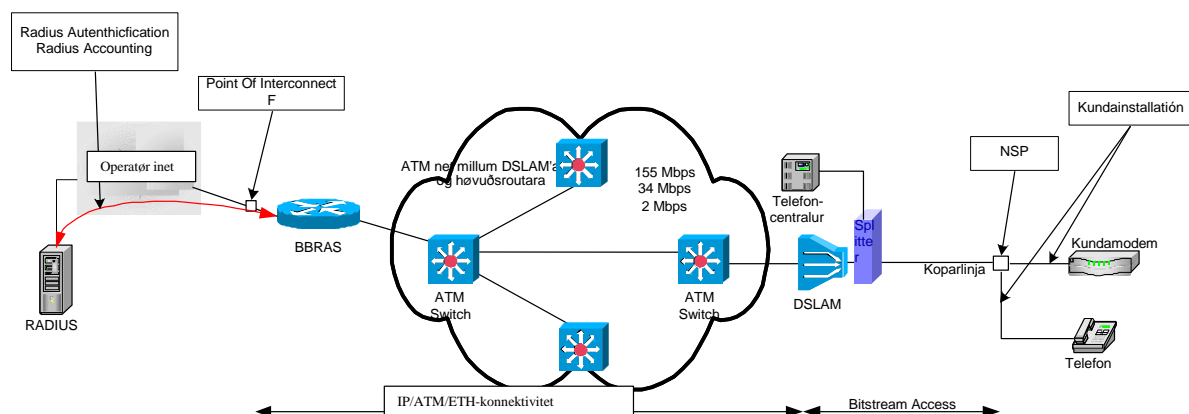 Radius Autenthicfication
Radius Accounting
Point Of Interconnect
F
Operatør inet
RADIUS
BBRAS
ATM net millum DSLAM'a
og høvuðsroutara
155 Mbps
34 Mbps
2 Mbps
ATM
Switch
ATM
Switch
Telefon-
centralur
Spl
itte
r
DSLAM
Koparlinja
NSP
Kundainstallatión
Kundamodem
Telefon
IP/ATM/ETH-konnektivitet
Bitstream Access